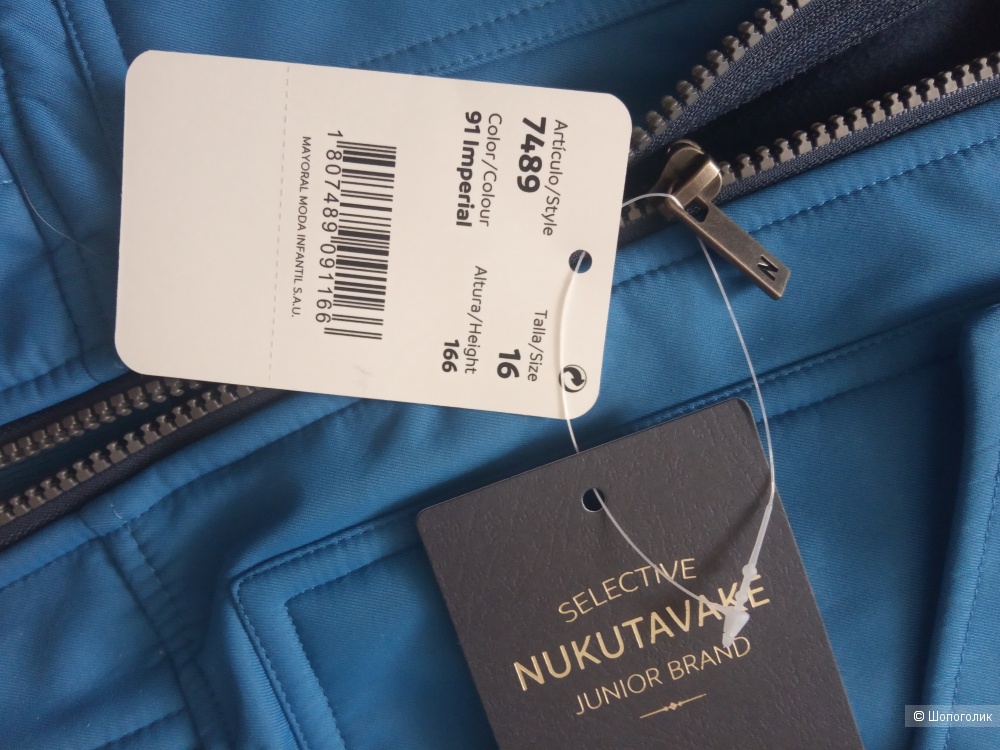 Artículo/Style
7489
Talla/Size
16
Color/Colour
91 Imperial
Altura/Height
166
1 807489 091166
MAYORAL MODA INFANTIL S.A.U.
N
SELECTIVE
NUKUTAVAKE
JUNIOR BRAND
© Шопоголик